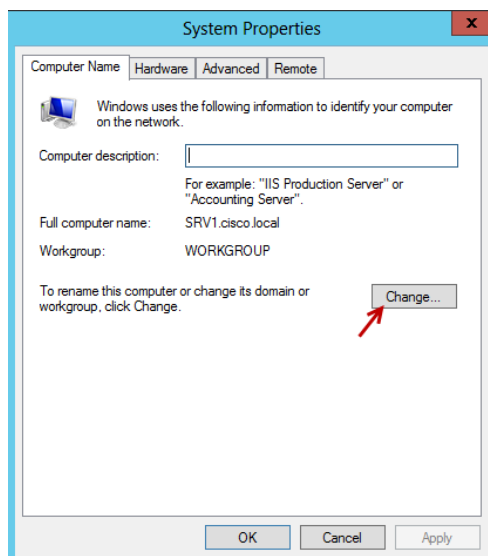 System Properties
x
Computer Name Hardware Advanced Remote
Windows uses the following information to identify your computer
on the network.
Computer description:
For example: "IIS Production Server" or
"Accounting Server".
Full computer name: SRV1.cisco.local
Workgroup: WORKGROUP
To rename this computer or change its domain or
workgroup, click Change.
Change...
OK Cancel Apply